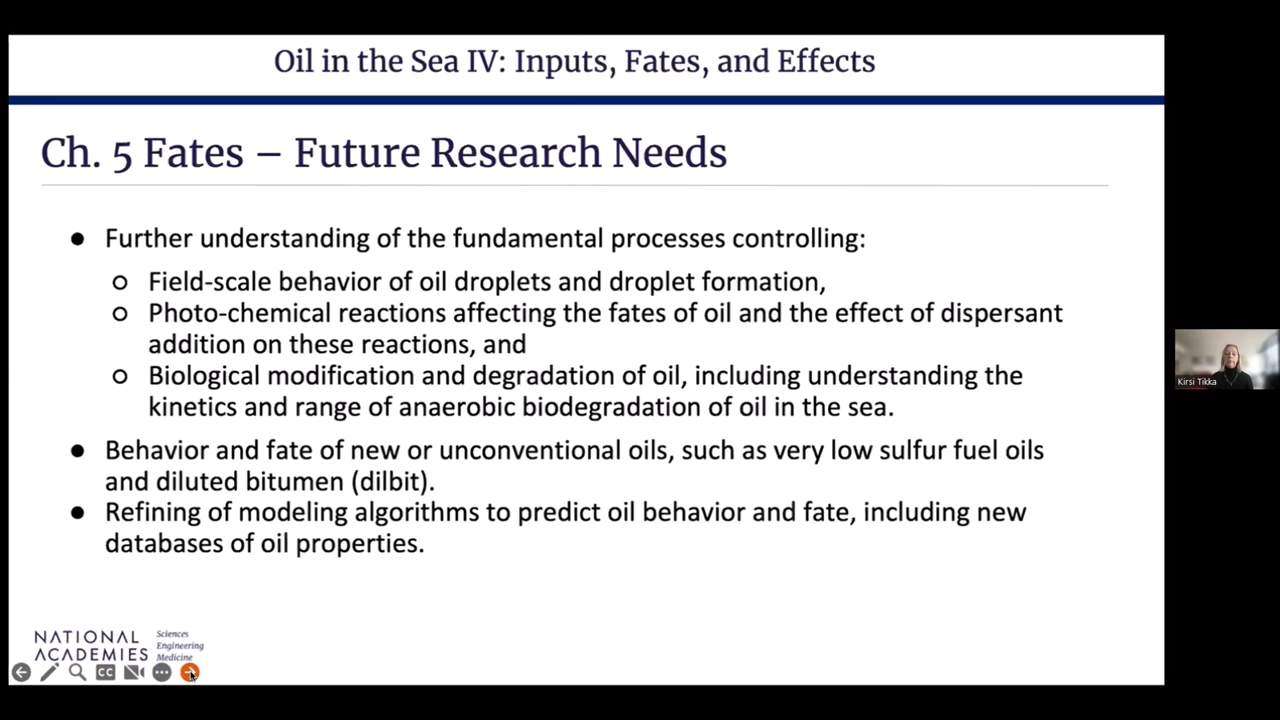 Oil in the Sea IV: Inputs, Fates, and Effects
Ch. 5 Fates – Future Research Needs
● Further understanding of the fundamental processes controlling:
○ Field-scale behavior of oil droplets and droplet formation,
○ Photo-chemical reactions affecting the fates of oil and the effect of dispersant
addition on these reactions, and
○ Biological modification and degradation of oil, including understanding the
kinetics and range of anaerobic biodegradation of oil in the sea.
● Behavior and fate of new or unconventional oils, such as very low sulfur fuel oils
and diluted bitumen (dilbit).
● Refining of modeling algorithms to predict oil behavior and fate, including new
databases of oil properties.
Kirsi Tikka
NATIONAL
ACADEMIES
Sciences
Engineering
Medicine
CC